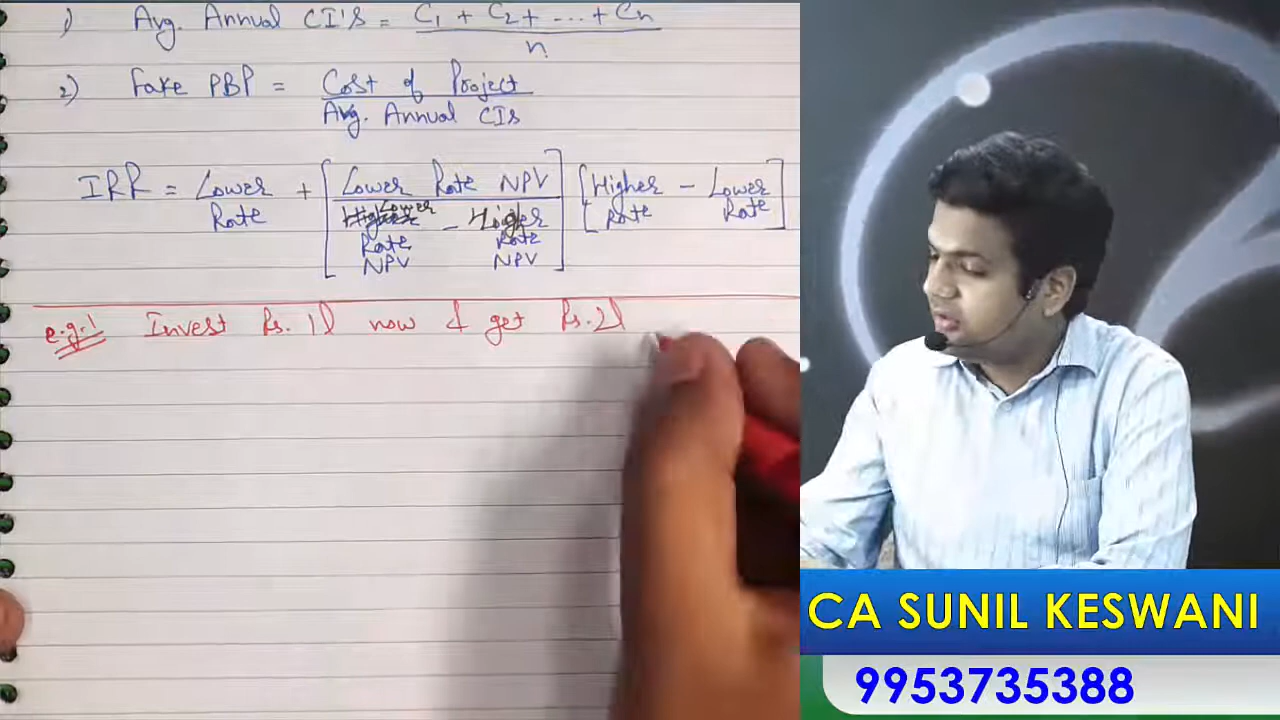 1) Avg. Annual CI'S = C1 + C2 + ... + Cn
n
2) Fake PBP = Cost of Project
Avg. Annual CIs
IRR = Lower Rate + [Lower Rate NPV / Lower Rate NPV - Higher Rate NPV] [Higher Rate - Lower Rate]
e.g.1 Invest Rs. 1l now & get Rs. 2l
CA SUNIL KESWANI
9953735388